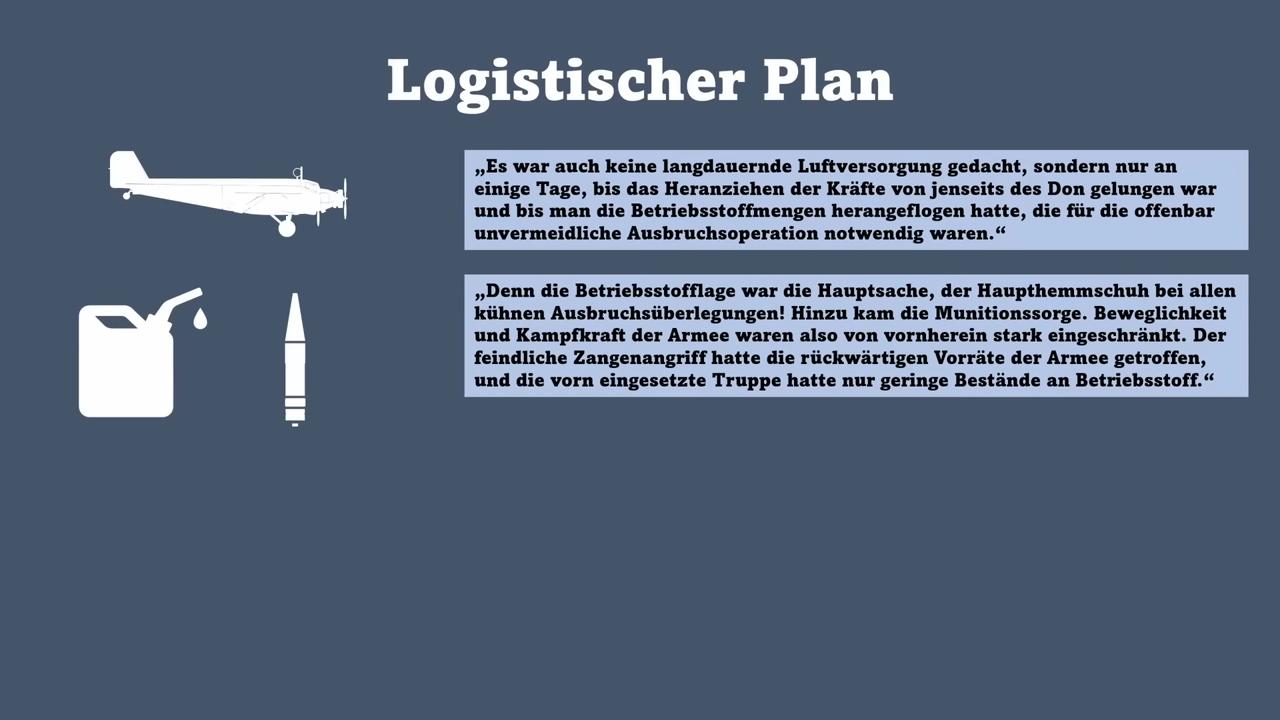 Logistischer Plan
„Es war auch keine langdauernde Luftversorgung gedacht, sondern nur an
einige Tage, bis das Heranziehen der Kräfte von jenseits des Don gelungen war
und bis man die Betriebsstoffmengen herangeflogen hatte, die für die offenbar
unvermeidliche Ausbruchsoperation notwendig waren.“
„Denn die Betriebsstofflage war die Hauptsache, der Haupthemmschuh bei allen
kühnen Ausbruchsüberlegungen! Hinzu kam die Munitionssorge. Beweglichkeit
und Kampfkraft der Armee waren also von vornherein stark eingeschränkt. Der
feindliche Zangenangriff hatte die rückwärtigen Vorräte der Armee getroffen,
und die vorn eingesetzte Truppe hatte nur geringe Bestände an Betriebsstoff.“